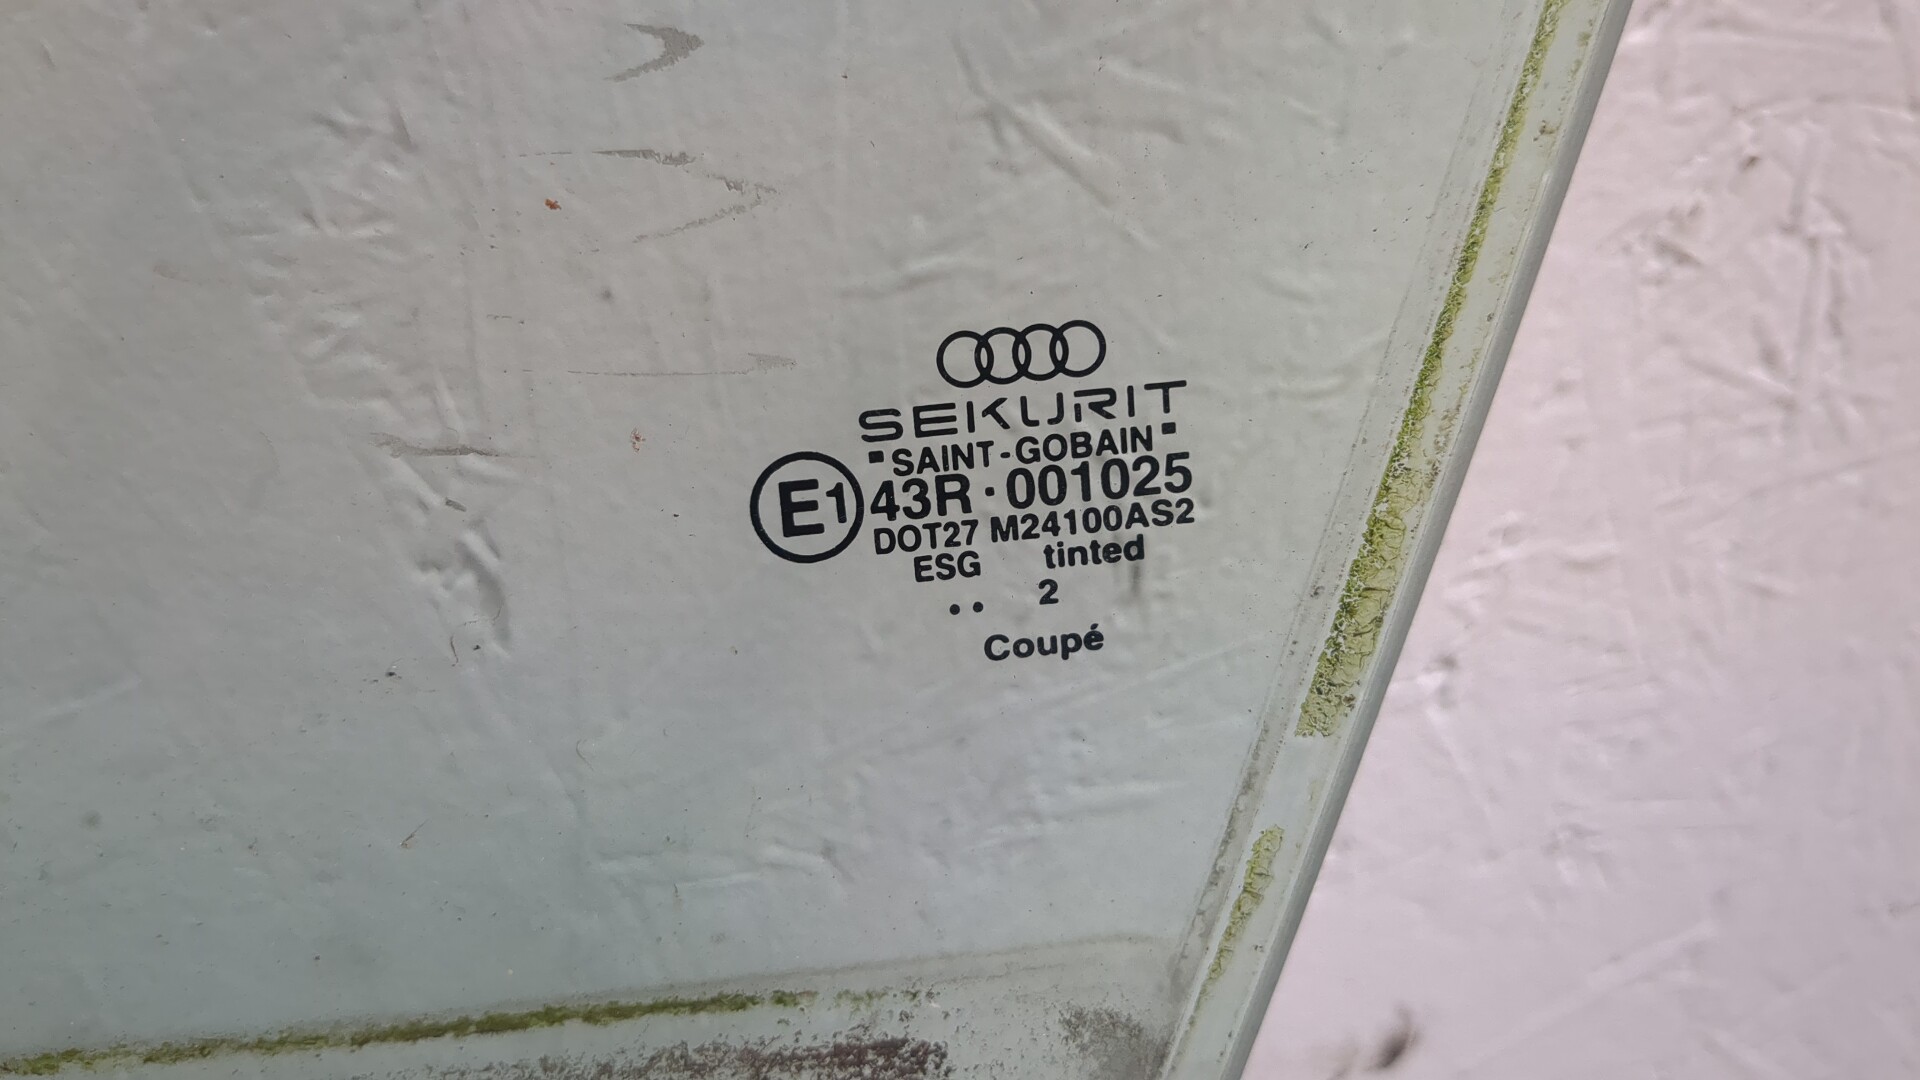 SEKURIT
"SAINT-GOBAIN"
E1 43R·001025
DOT27 M24100AS2
ESG tinted
.. 2
Coupé